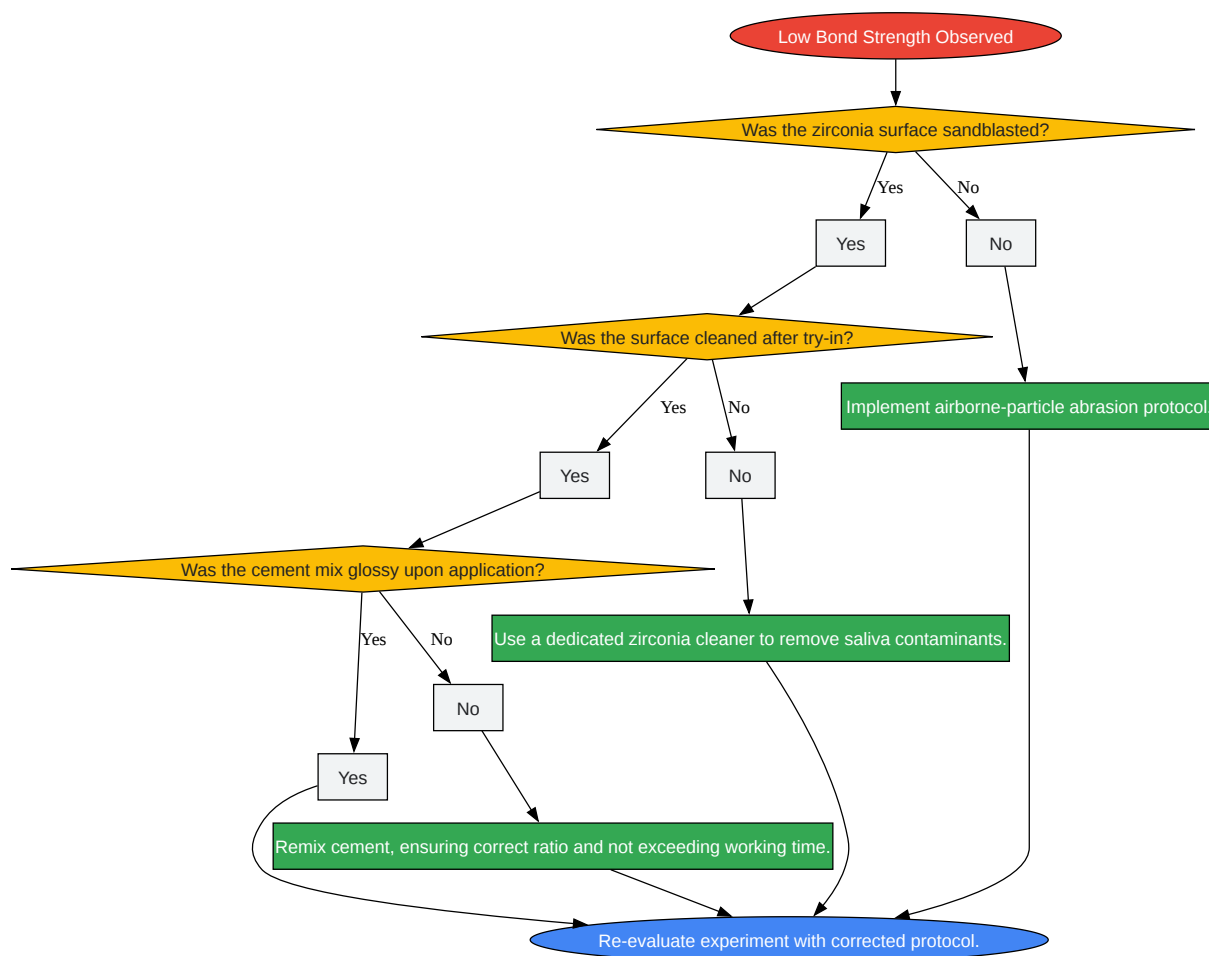 Low Bond Strength Observed
Was the zirconia surface sandblasted?
Yes
No
Yes
No
Was the surface cleaned after try-in?
Yes
No
Implement airborne-particle abrasion protocol.
Yes
No
Was the cement mix glossy upon application?
Yes
No
Use a dedicated zirconia cleaner to remove saliva contaminants.
No
Yes
Remix cement, ensuring correct ratio and not exceeding working time.
Re-evaluate experiment with corrected protocol.